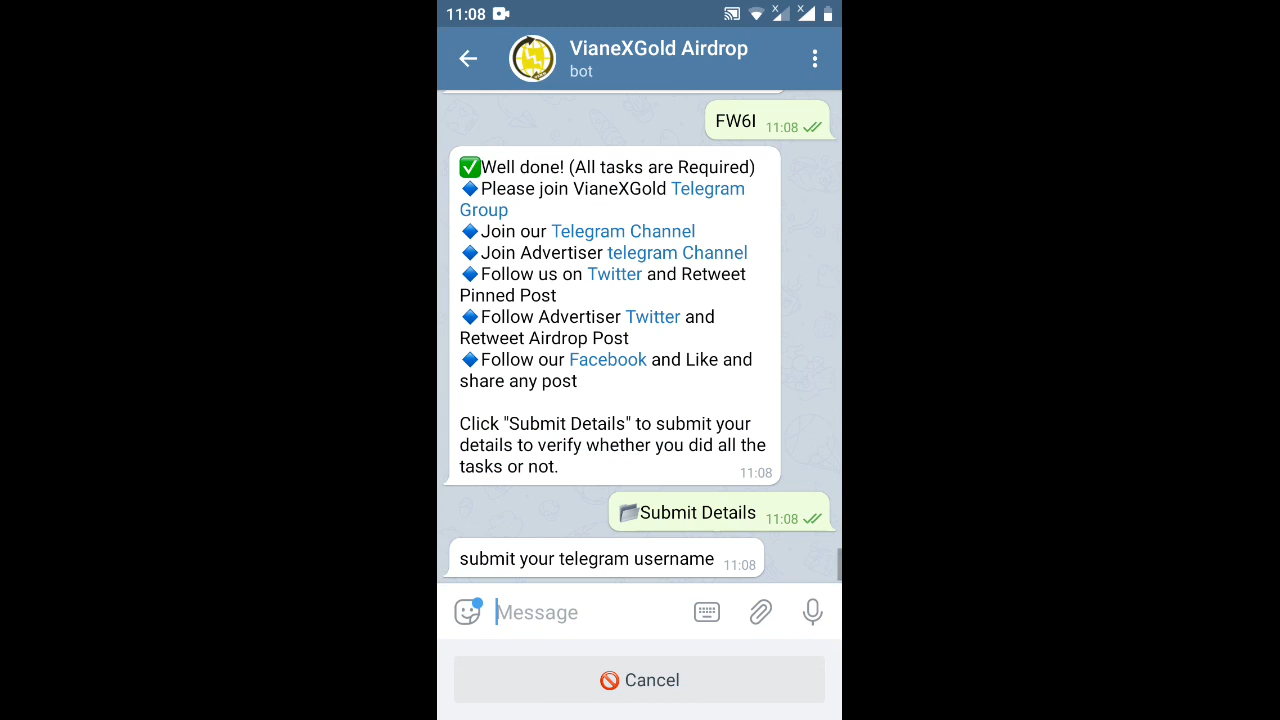 11:08
VianeXGold Airdrop
bot
FW6I 11:08
✅Well done! (All tasks are Required)
🔷Please join VianeXGold Telegram
Group
🔷Join our Telegram Channel
🔷Join Advertiser telegram Channel
🔷Follow us on Twitter and Retweet
Pinned Post
🔷Follow Advertiser Twitter and
Retweet Airdrop Post
🔷Follow our Facebook and Like and
share any post
Click "Submit Details" to submit your
details to verify whether you did all the
tasks or not. 11:08
📂Submit Details 11:08
submit your telegram username 11:08
Message
🚫 Cancel